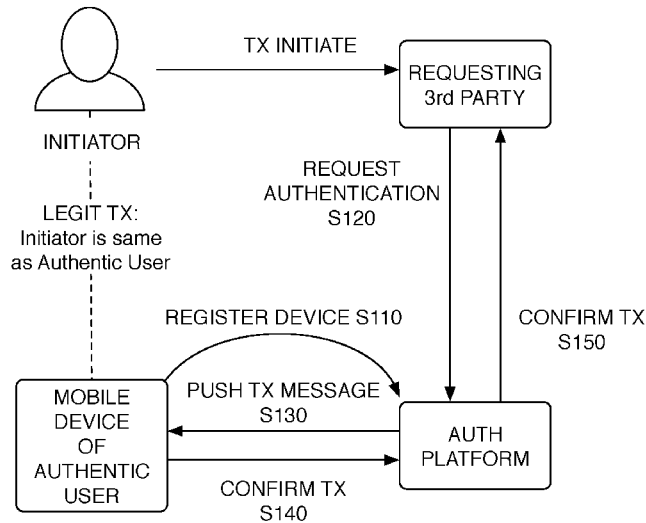 TX INITIATE
REQUESTING
3rd PARTY
INITIATOR
REQUEST
AUTHENTICATION
S120
LEGIT TX:
Initiator is same
as Authentic User
REGISTER DEVICE S110
CONFIRM TX
S150
PUSH TX MESSAGE
S130
MOBILE
DEVICE
OF
AUTHENTIC
USER
AUTH
PLATFORM
CONFIRM TX
S140